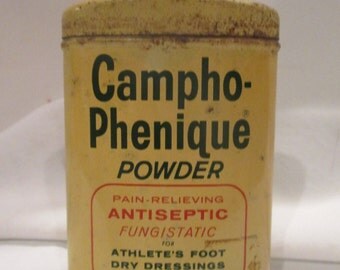 Campho-
Phenique
POWDER
PAIN-RELIEVING
ANTISEPTIC
FUNGISTATIC
FOR
ATHLETE'S FOOT
DRY DRESSINGS